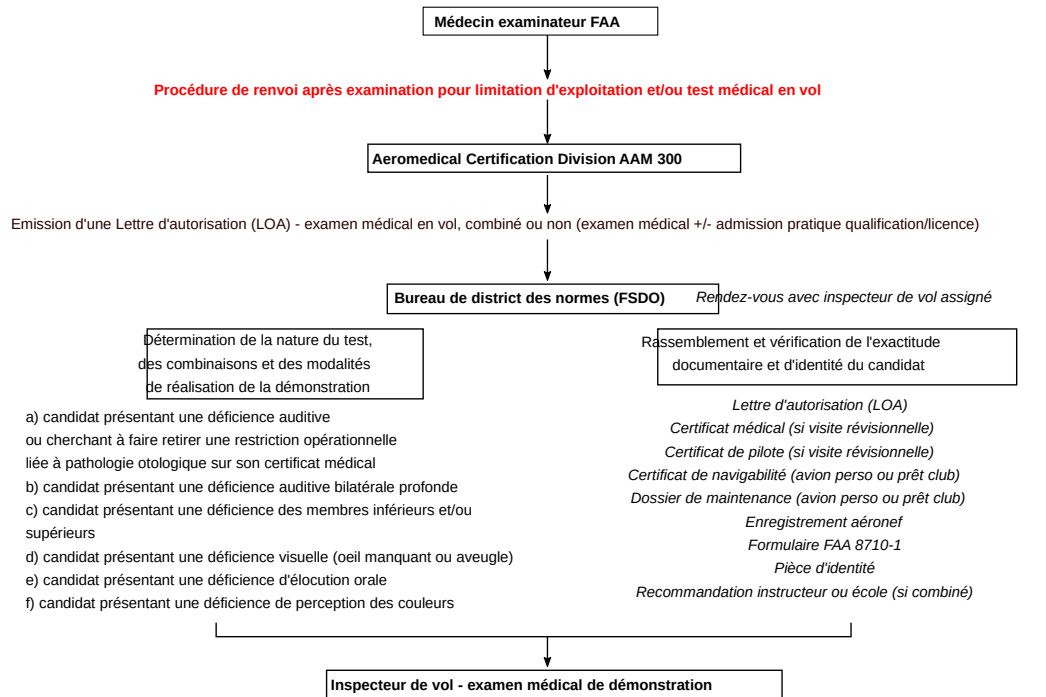 Médecin examinateur FAA
Procédure de renvoi après examination pour limitation d'exploitation et/ou test médical en vol
Aeromedical Certification Division AAM 300
Emission d'une Lettre d'autorisation (LOA) - examen médical en vol, combiné ou non (examen médical +/- admission pratique qualification/licence)
Bureau de district des normes (FSDO)
Rendez-vous avec inspecteur de vol assigné
Détermination de la nature du test,
des combinaisons et des modalités
de réalisation de la démonstration
a) candidat présentant une déficience auditive
ou cherchant à faire retirer une restriction opérationnelle
liée à pathologie otologique sur son certificat médical
b) candidat présentant une déficience auditive bilatérale profonde
c) candidat présentant une déficience des membres inférieurs et/ou
supérieurs
d) candidat présentant une déficience visuelle (oeil manquant ou aveugle)
e) candidat présentant une déficience d'élocution orale
f) candidat présentant une déficience de perception des couleurs
Rassemblement et vérification de l'exactitude
documentaire et d'identité du candidat
Lettre d'autorisation (LOA)
Certificat médical (si visite révisionnelle)
Certificat de pilote (si visite révisionnelle)
Certificat de navigabilité (avion perso ou prêt club)
Dossier de maintenance (avion perso ou prêt club)
Enregistrement aéronef
Formulaire FAA 8710-1
Pièce d'identité
Recommandation instructeur ou école (si combiné)
Inspecteur de vol - examen médical de démonstration